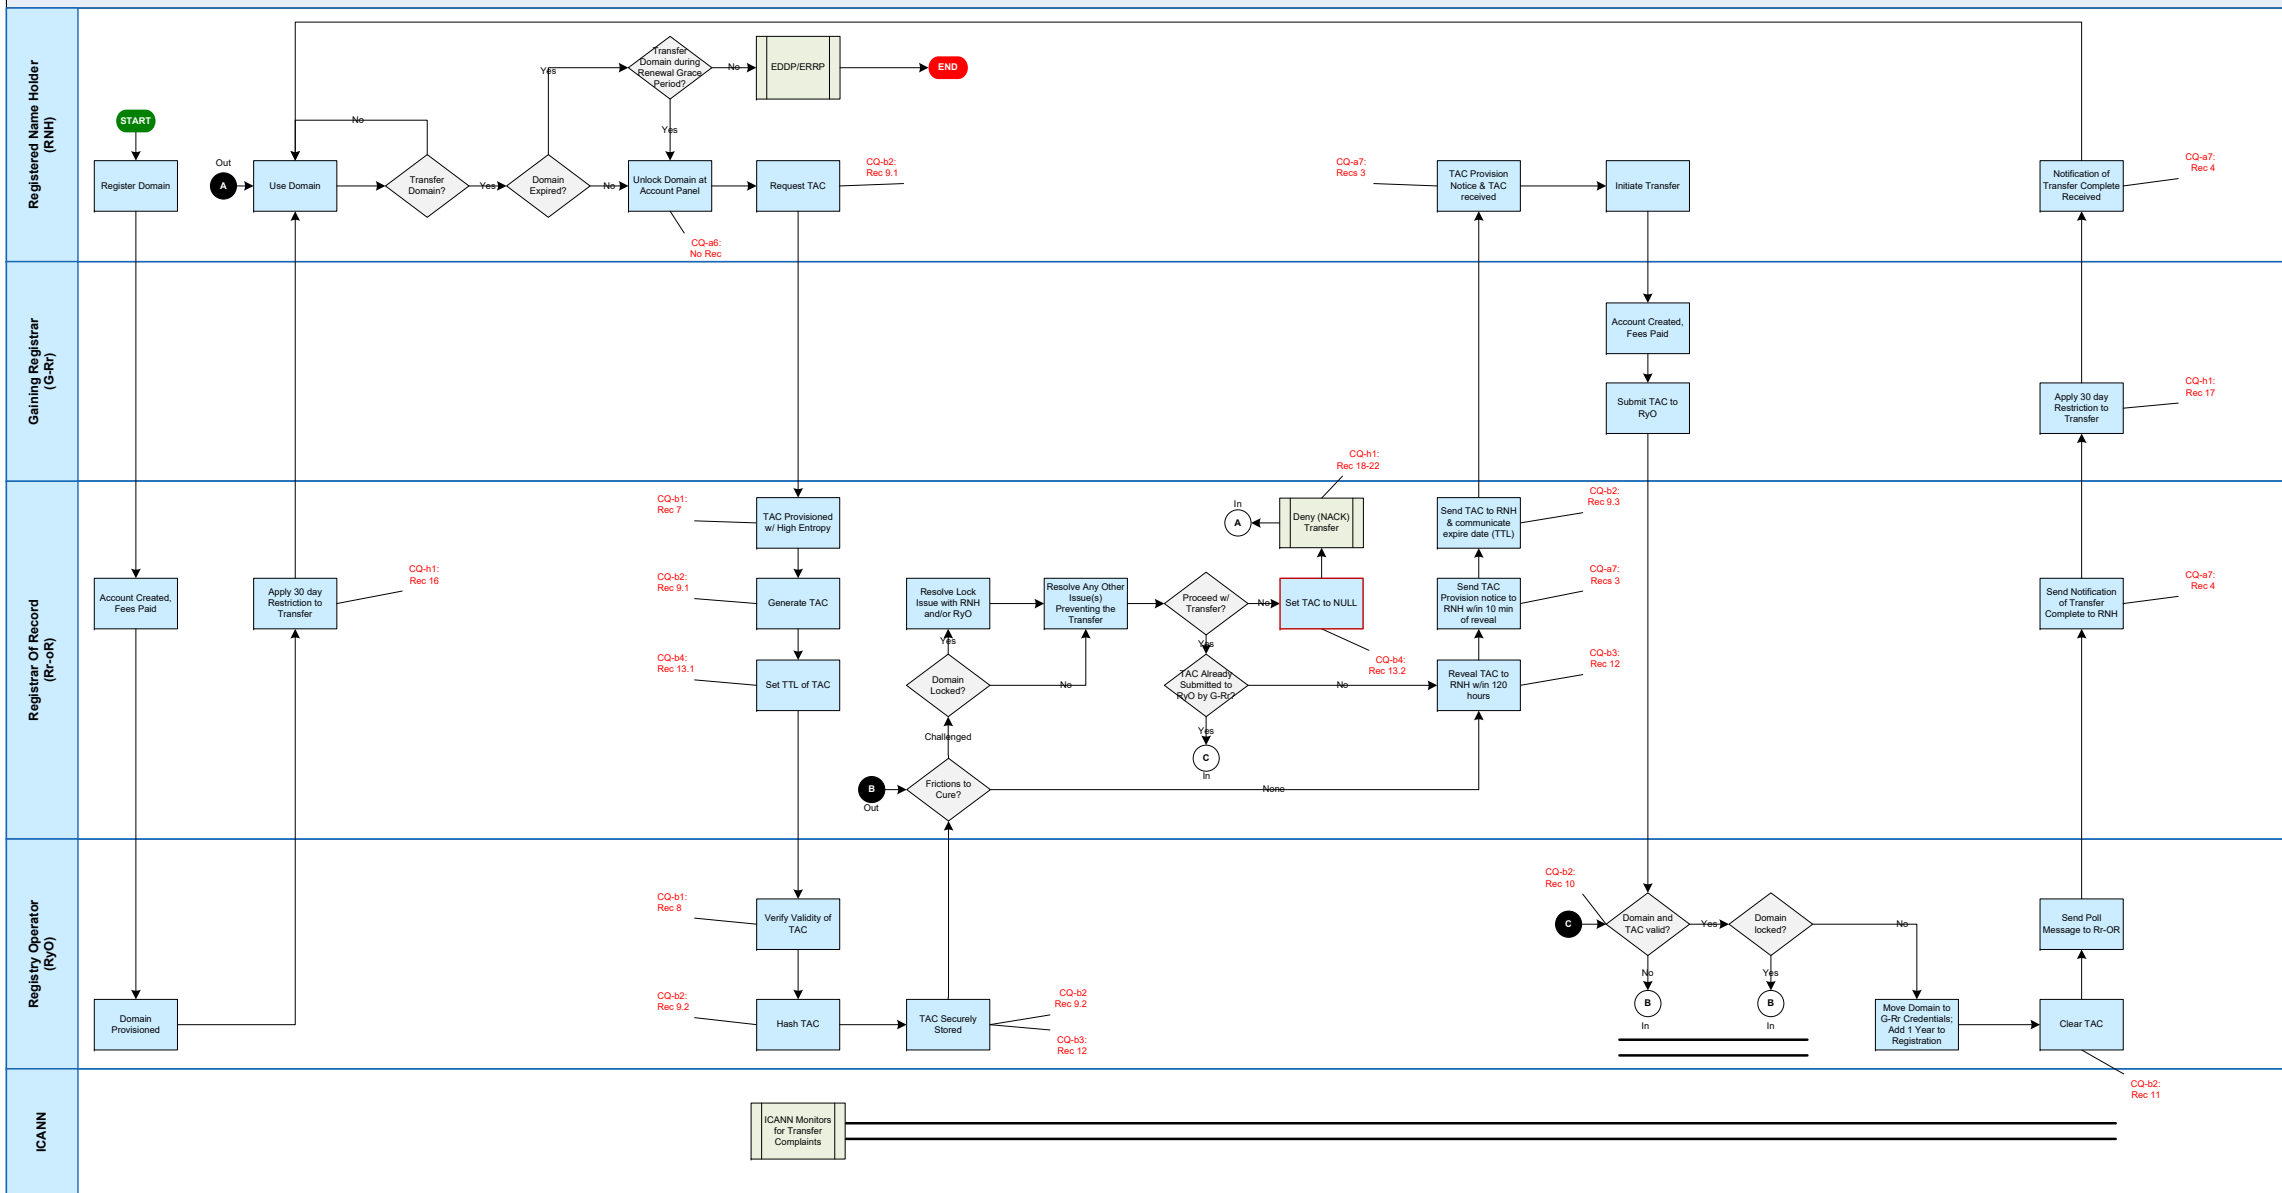 Registered Name Holder
(RNH)
START
Register Domain
Out
A
Use Domain
No
Transfer
Domain?
Yes
Domain
Expired?
Yes
No
Transfer
Domain during
Renewal Grace
Period?
No
Yes
EDDP/ERRP
END
Unlock Domain at
Account Panel
CQ-a6:
No Rec
Request TAC
CQ-b2:
Rec 9.1
CQ-a7:
Recs 3
TAC Provision
Notice & TAC
received
Initiate Transfer
Notification of
Transfer Complete
Received
CQ-a7:
Rec 4
Gaining Registrar
(G-Rr)
Account Created,
Fees Paid
Submit TAC to
RyO
Apply 30 day
Restriction to
Transfer
CQ-h1:
Rec 17
Registrar Of Record
(Rr-oR)
Account Created,
Fees Paid
Apply 30 day
Restriction to
Transfer
CQ-h1:
Rec 16
CQ-b1:
Rec 7
TAC Provisioned
w/ High Entropy
CQ-b2:
Rec 9.1
Generate TAC
CQ-b4:
Rec 13.1
Set TTL of TAC
B
Out
Frictions to
Cure?
Challenged
None
Domain
Locked?
Yes
No
Resolve Lock
Issue with RNH
and/or RyO
Resolve Any Other
Issue(s)
Preventing the
Transfer
Proceed w/
Transfer?
No
Yes
TAC Already
Submitted to
RyO by G-Rr?
No
Yes
C
In
Set TAC to NULL
CQ-b4:
Rec 13.2
Deny (NACK)
Transfer
CQ-h1:
Rec 18-22
In
A
Send TAC to RNH
& communicate
expire date (TTL)
CQ-b2:
Rec 9.3
Send TAC
Provision notice to
RNH w/in 10 min
of reveal
CQ-a7:
Recs 3
Reveal TAC to
RNH w/in 120
hours
CQ-b3:
Rec 12
Send Notification
of Transfer
Complete to RNH
CQ-a7:
Rec 4
Registry Operator
(RyO)
Domain
Provisioned
CQ-b1:
Rec 8
Verify Validity of
TAC
CQ-b2:
Rec 9.2
Hash TAC
TAC Securely
Stored
CQ-b2
Rec 9.2
CQ-b3:
Rec 12
CQ-b2:
Rec 10
C
Domain and
TAC valid?
Yes
No
B
In
Domain
locked?
No
Yes
B
In
Move Domain to
G-Rr Credentials;
Add 1 Year to
Registration
Clear TAC
CQ-b2:
Rec 11
Send Poll
Message to Rr-OR
ICANN
ICANN Monitors
for Transfer
Complaints